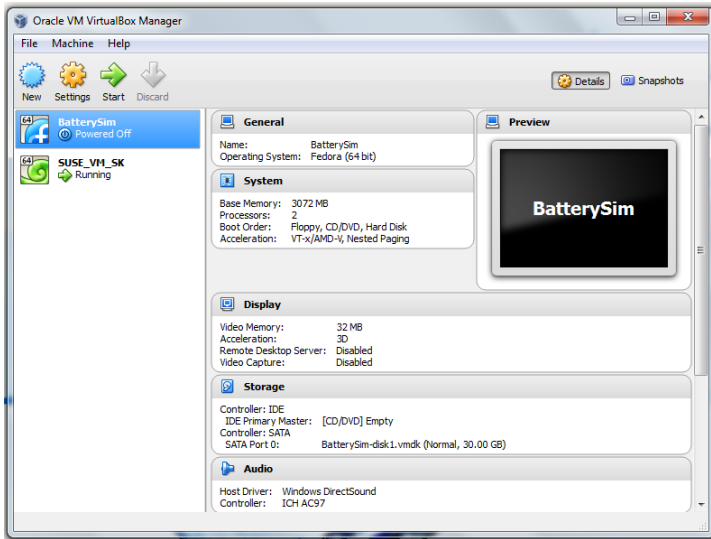 Oracle VM VirtualBox Manager
File Machine Help
New Settings Start Discard
Details Snapshots
64 BatterySim
Powered Off
64 SUSE_VM_SK
Running
General
Name: BatterySim
Operating System: Fedora (64 bit)
System
Base Memory: 3072 MB
Processors: 2
Boot Order: Floppy, CD/DVD, Hard Disk
Acceleration: VT-x/AMD-V, Nested Paging
Preview
BatterySim
Display
Video Memory: 32 MB
Acceleration: 3D
Remote Desktop Server: Disabled
Video Capture: Disabled
Storage
Controller: IDE
IDE Primary Master: [CD/DVD] Empty
Controller: SATA
SATA Port 0: BatterySim-disk1.vmdk (Normal, 30.00 GB)
Audio
Host Driver: Windows DirectSound
Controller: ICH AC97